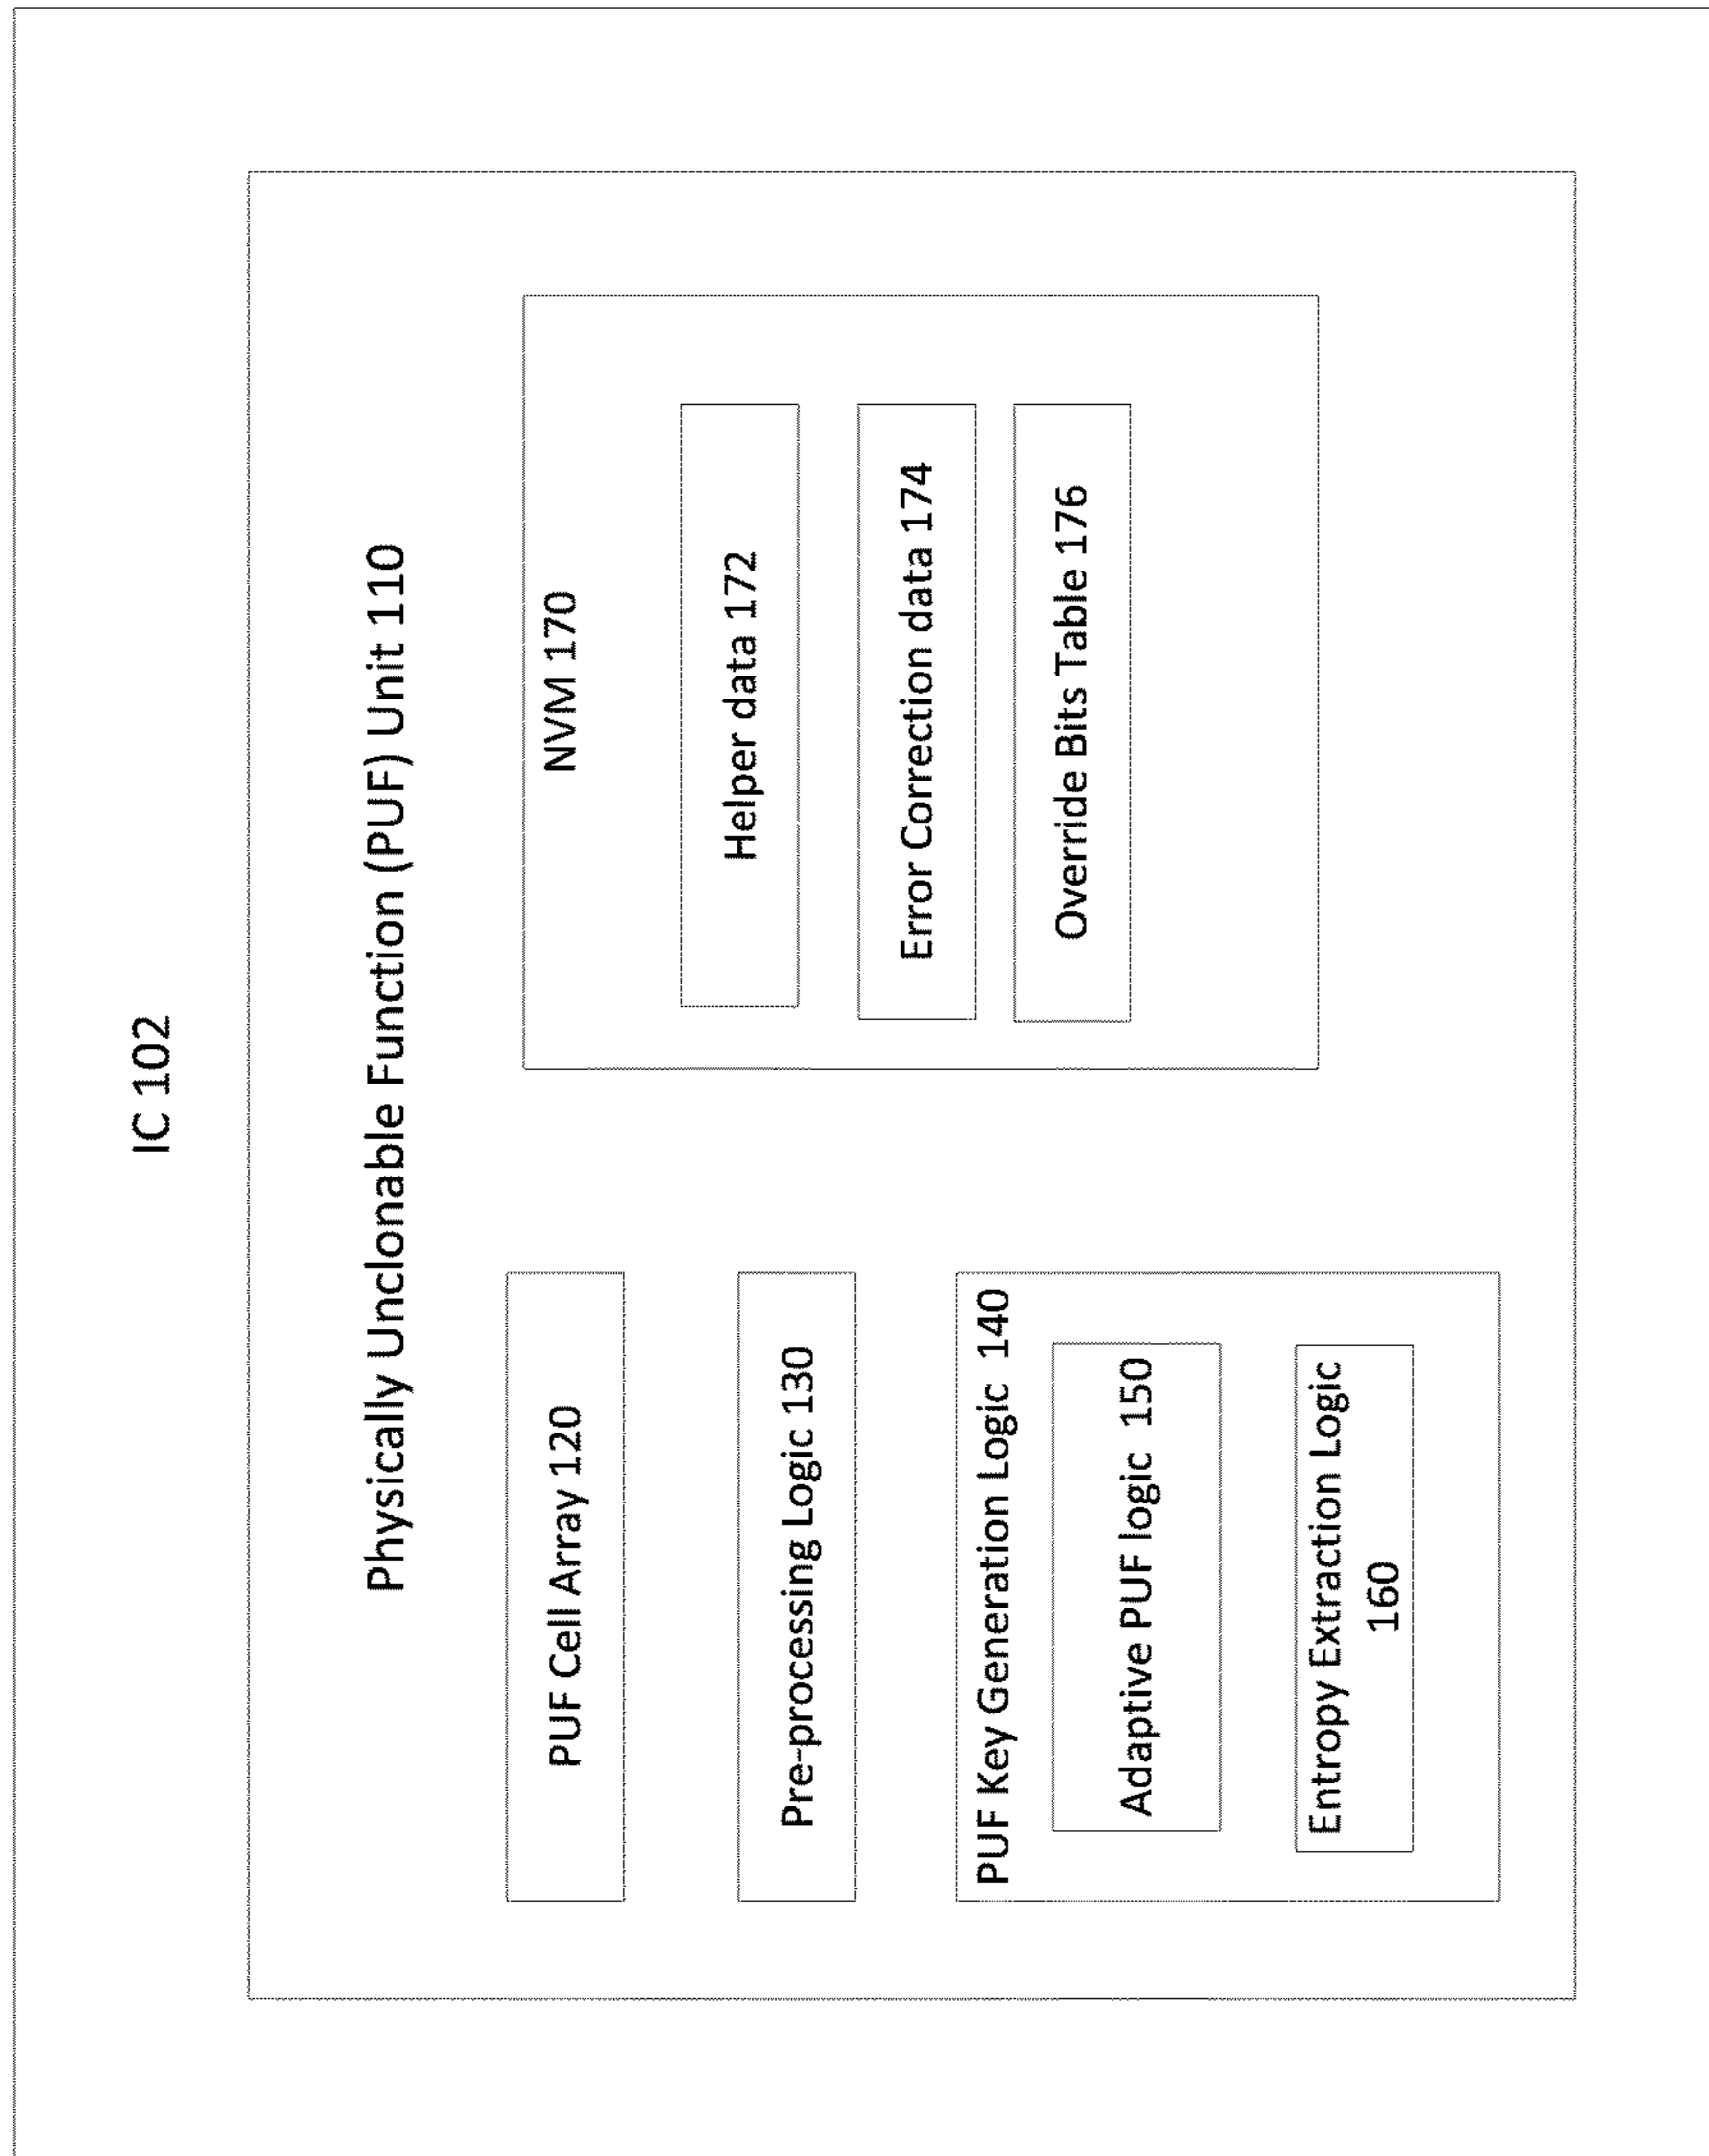 IC 102
Physically Unclonable Function (PUF) Unit 110
PUF Cell Array 120
Pre-processing Logic 130
PUF Key Generation Logic 140
Adaptive PUF logic 150
Entropy Extraction Logic
160
NVM 170
Helper data 172
Error Correction data 174
Override Bits Table 176